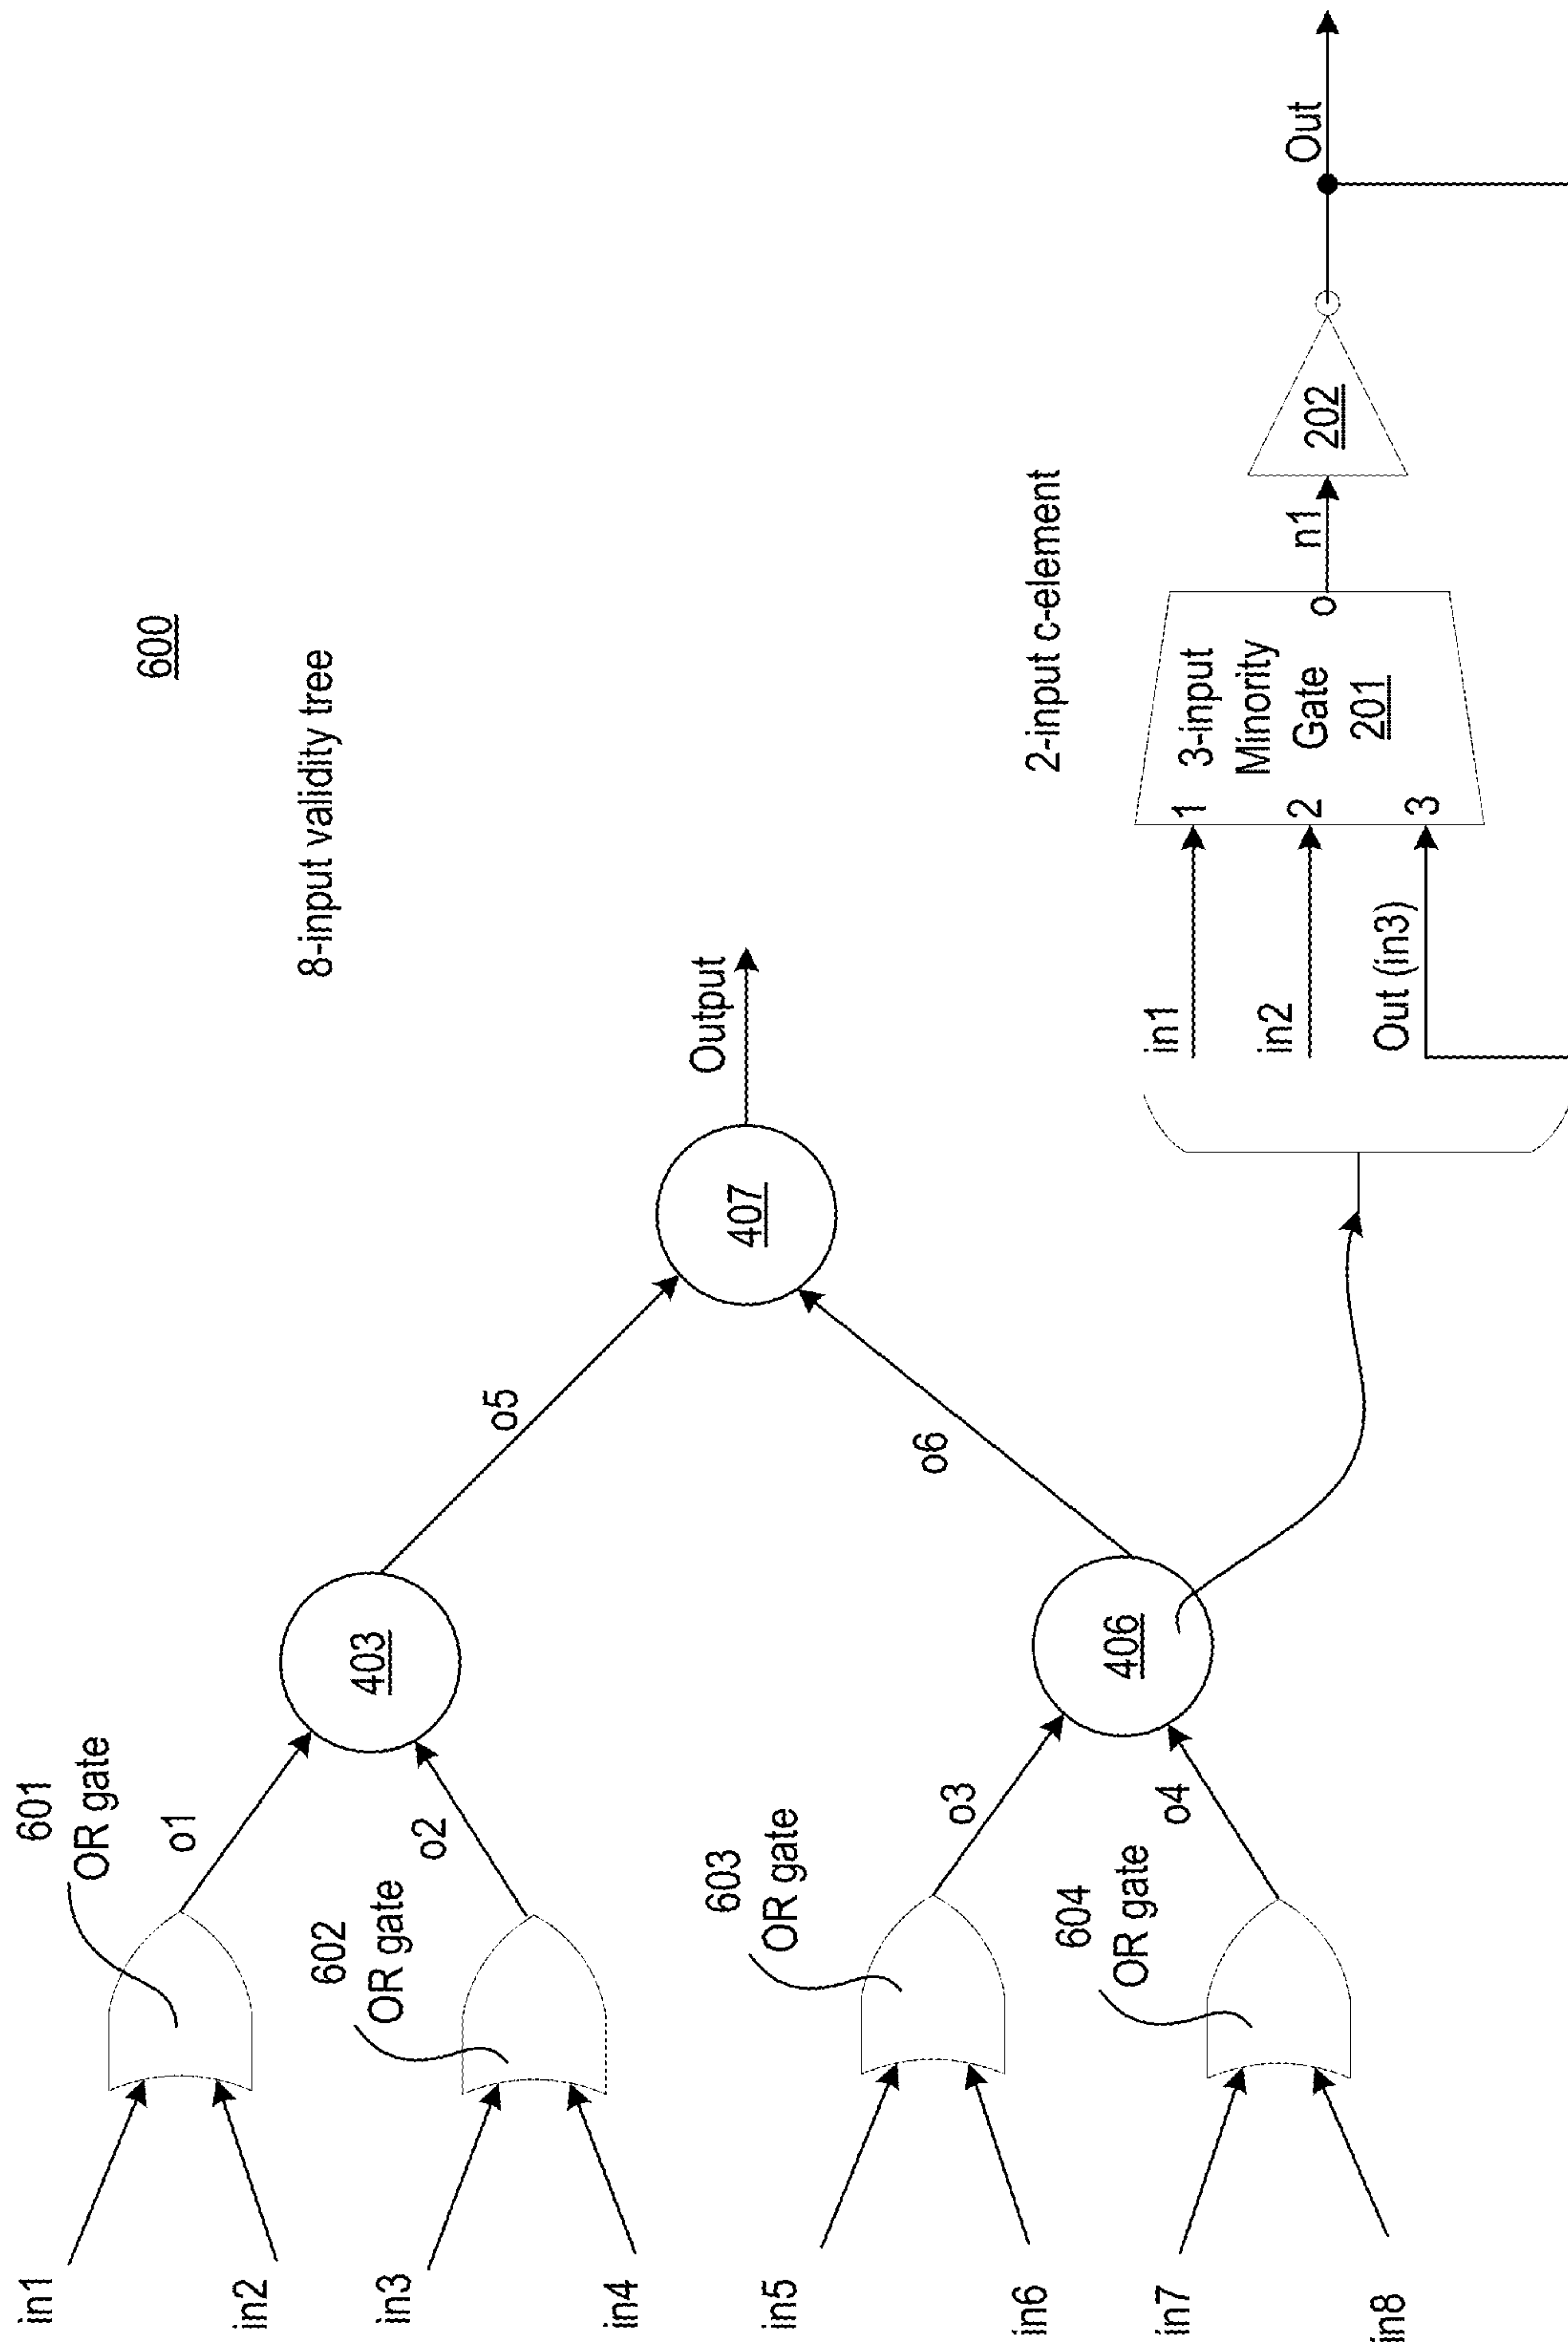 600
8-input validity tree
in1
in2
601
OR gate
o1
in3
in4
602
OR gate
o2
403
o5
in5
in6
603
OR gate
o3
in7
in8
604
OR gate
o4
406
o6
407
Output
2-input c-element
in1
in2
Out (in3)
1
2
3
3-input
Minority
Gate
201
o
n1
202
Out